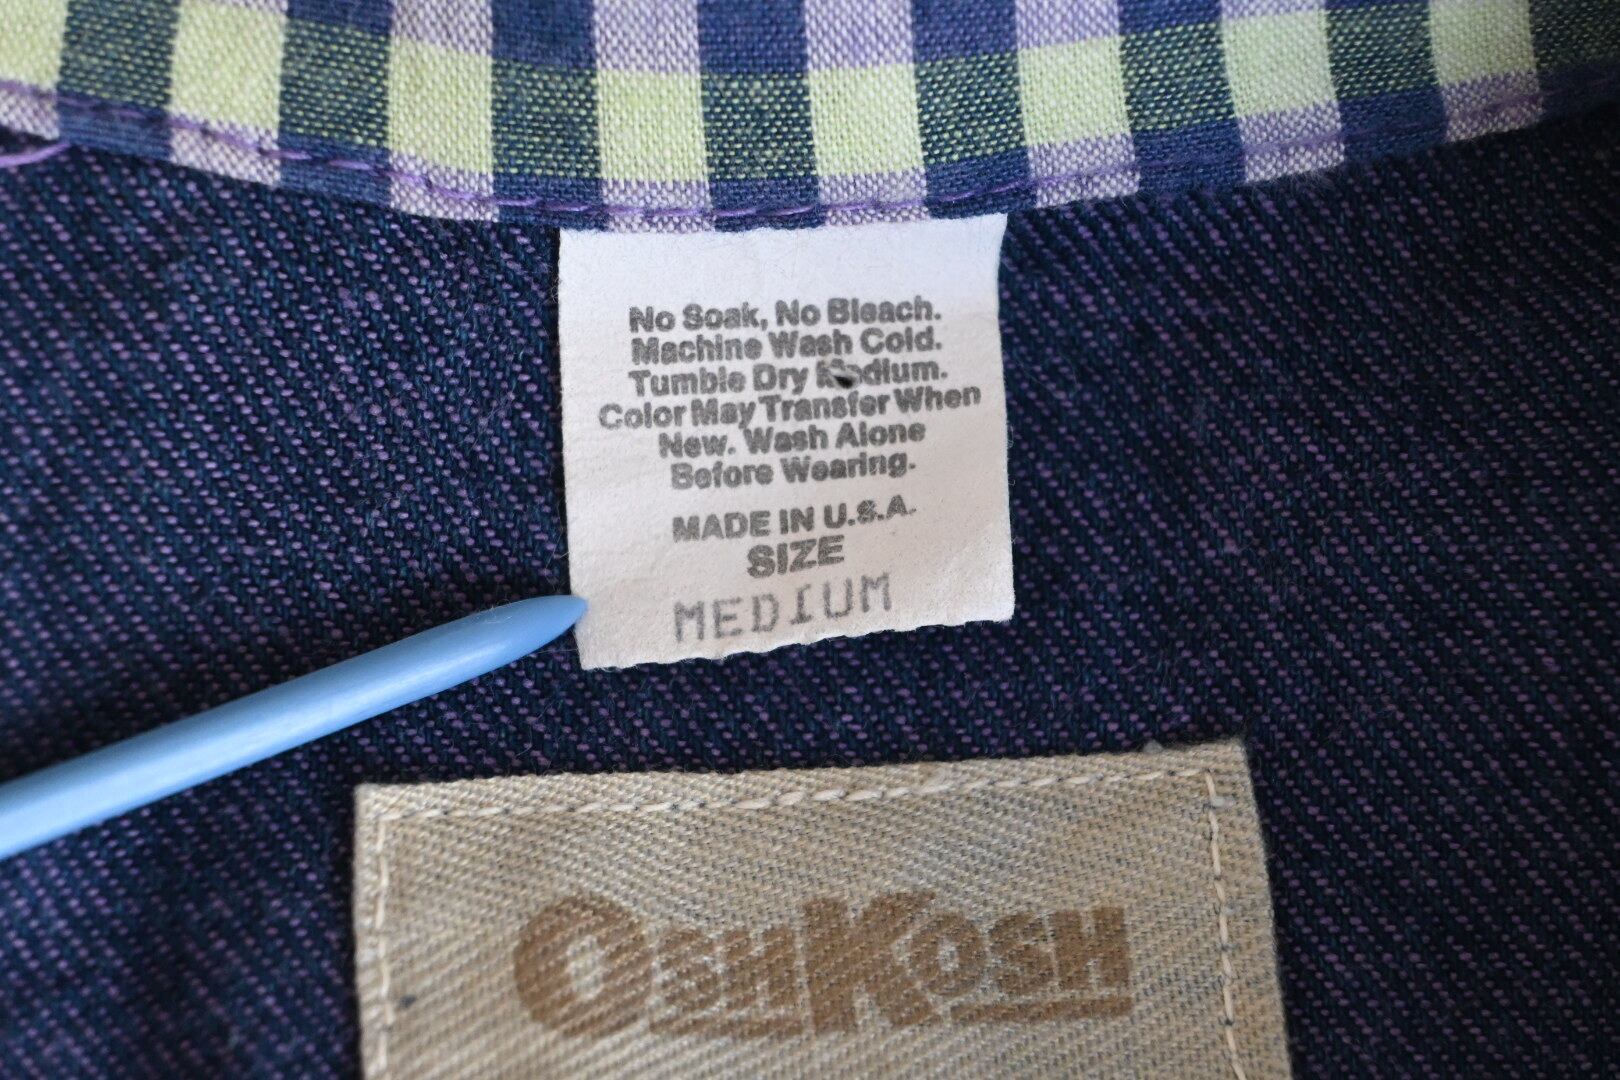 No Soak, No Bleach.
Machine Wash Cold.
Tumble Dry Medium.
Color May Transfer When
New. Wash Alone
Before Wearing.
MADE IN U.S.A.
SIZE
MEDIUM
OSHKOSH